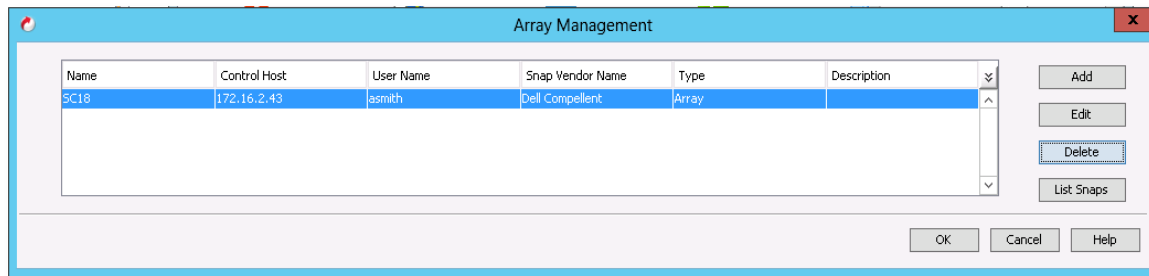 Array Management
x
Name Control Host User Name Snap Vendor Name Type Description
SC18 172.16.2.43 asmith Dell Compellent Array
Add
Edit
Delete
List Snaps
OK Cancel Help